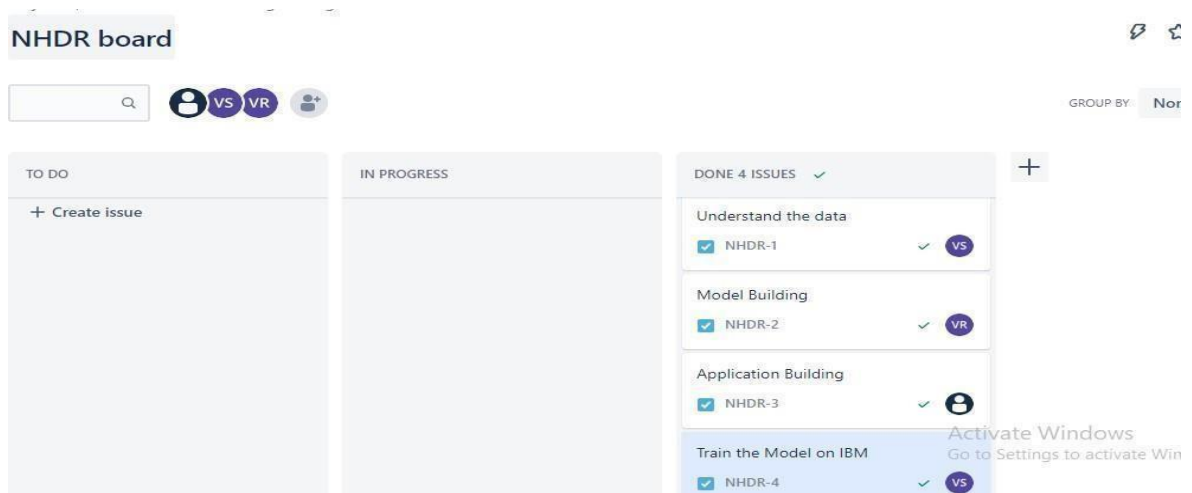 NHDR board
VS VR
GROUP BY
TO DO
IN PROGRESS
DONE 4 ISSUES
+ Create issue
Understand the data
NHDR-1
VS
Model Building
NHDR-2
VR
Application Building
NHDR-3
Train the Model on IBM
NHDR-4
VS
Activate Windows
Go to Settings to activate